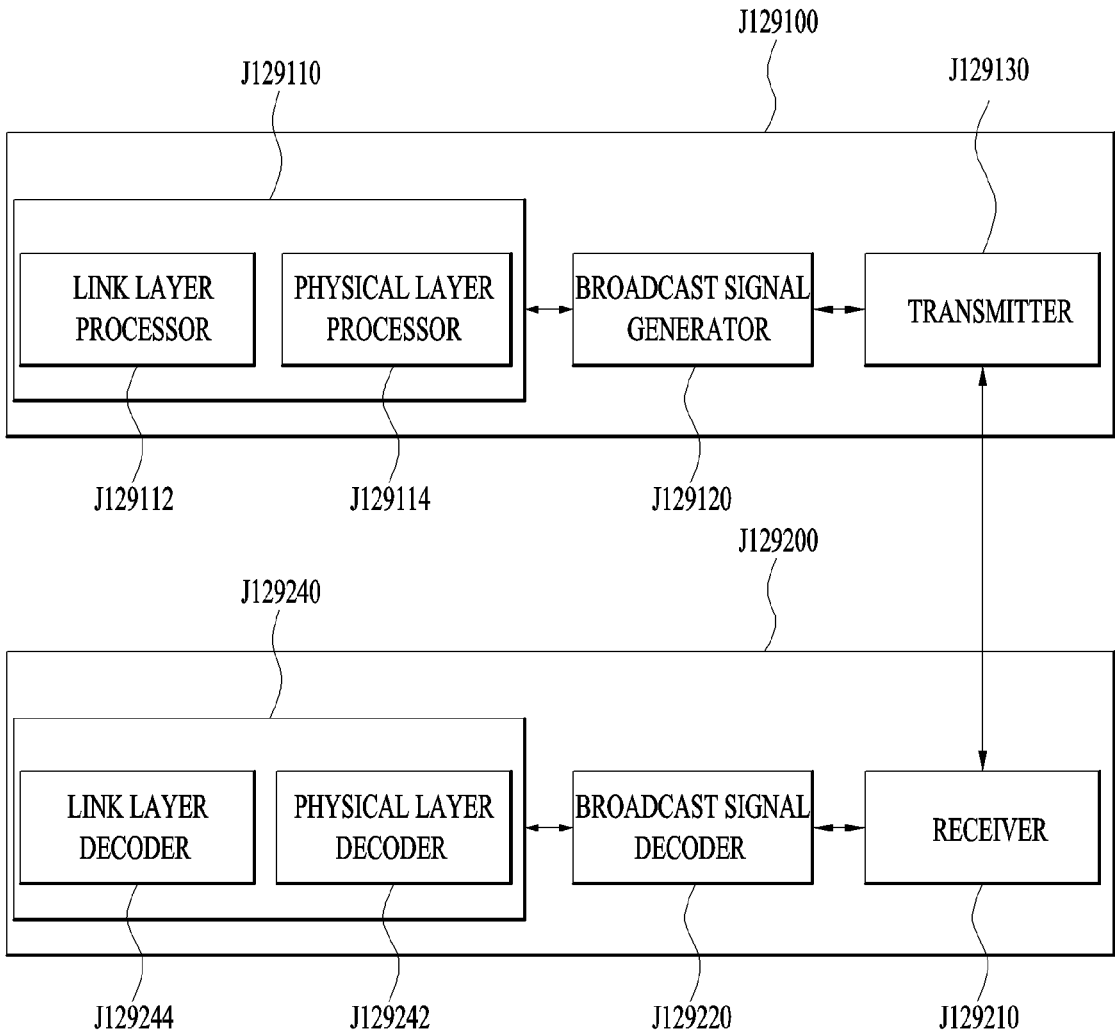 J129100
J129110
J129130
LINK LAYER
PROCESSOR
PHYSICAL LAYER
PROCESSOR
BROADCAST SIGNAL
GENERATOR
TRANSMITTER
J129112
J129114
J129120
J129200
J129240
LINK LAYER
DECODER
PHYSICAL LAYER
DECODER
BROADCAST SIGNAL
DECODER
RECEIVER
J129244
J129242
J129220
J129210